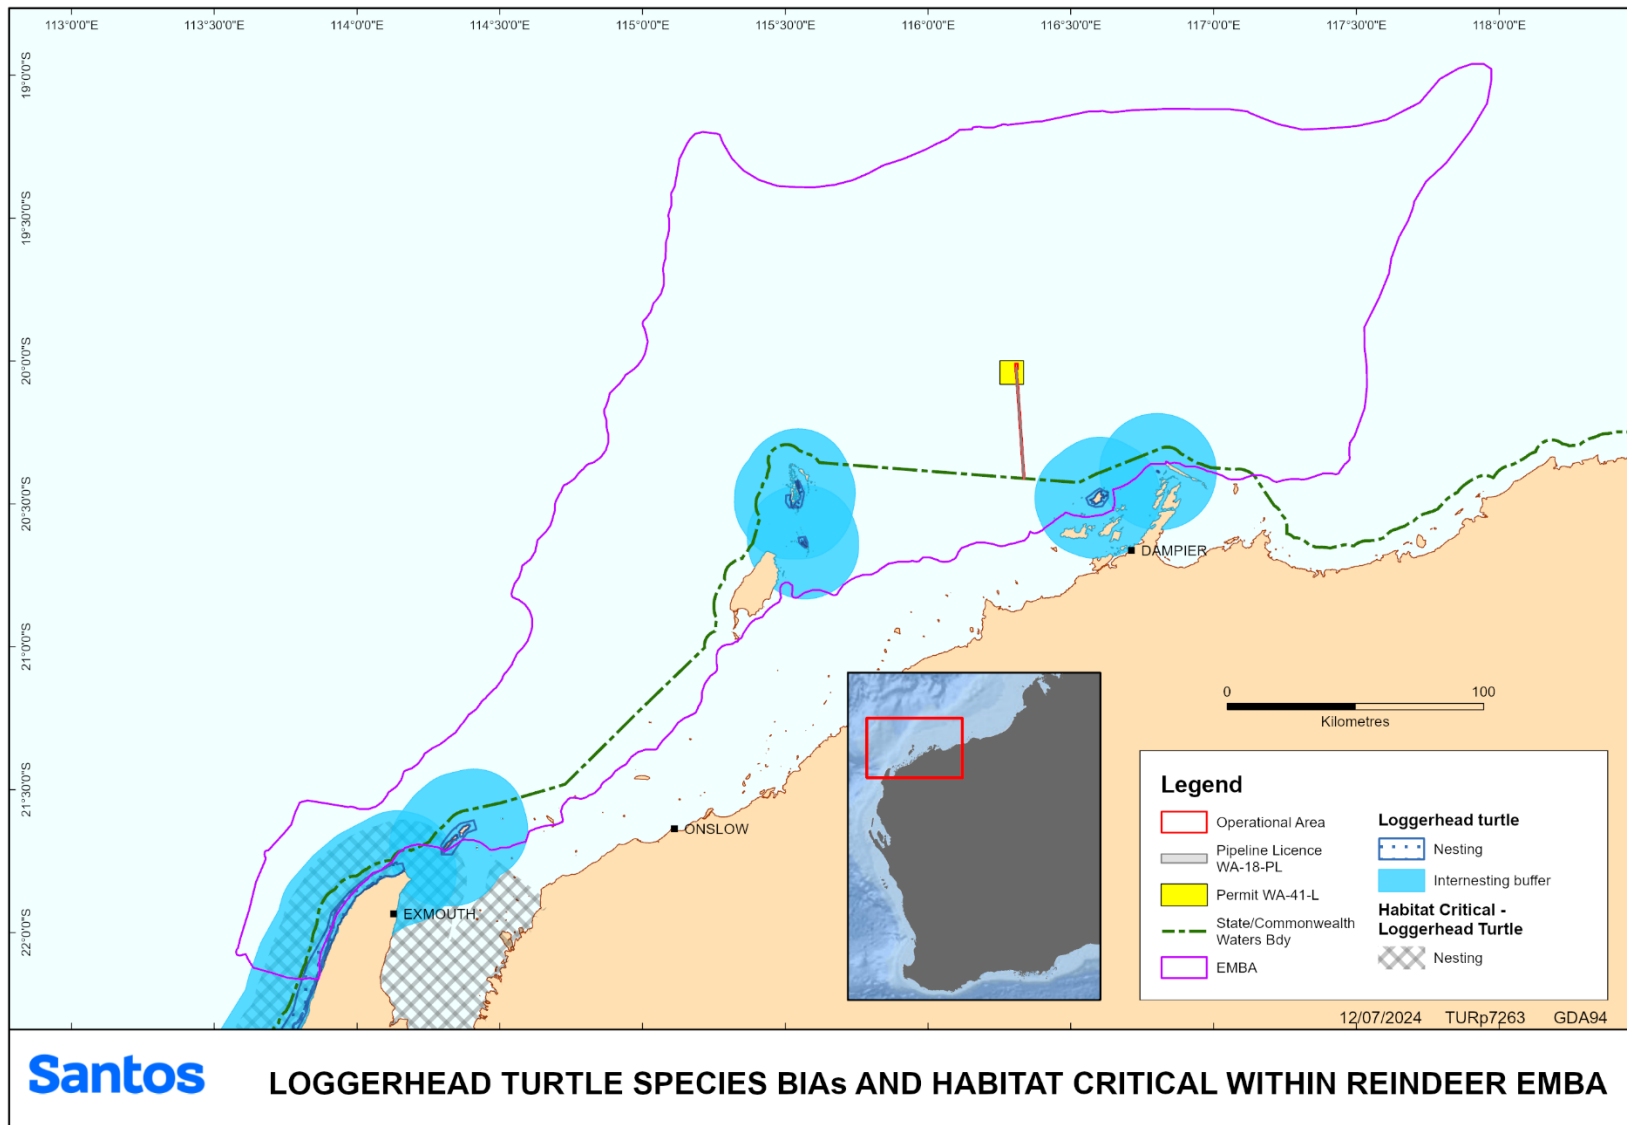 113°0'0"E
113°30'0"E
114°0'0"E
114°30'0"E
115°0'0"E
115°30'0"E
116°0'0"E
116°30'0"E
117°0'0"E
117°30'0"E
118°0'0"E
19°0'0"S
19°30'0"S
20°0'0"S
20°30'0"S
21°0'0"S
21°30'0"S
22°0'0"S
DAMPIER
ONSLOW
EXMOUTH
0
100
Kilometres
Legend
Operational Area
Pipeline Licence
WA-18-PL
Permit WA-41-L
State/Commonwealth
Waters Bdy
EMBA
Loggerhead turtle
Nesting
Internesting buffer
Habitat Critical -
Loggerhead Turtle
Nesting
12/07/2024 TURp7263 GDA94
Santos
LOGGERHEAD TURTLE SPECIES BIAs AND HABITAT CRITICAL WITHIN REINDEER EMBA